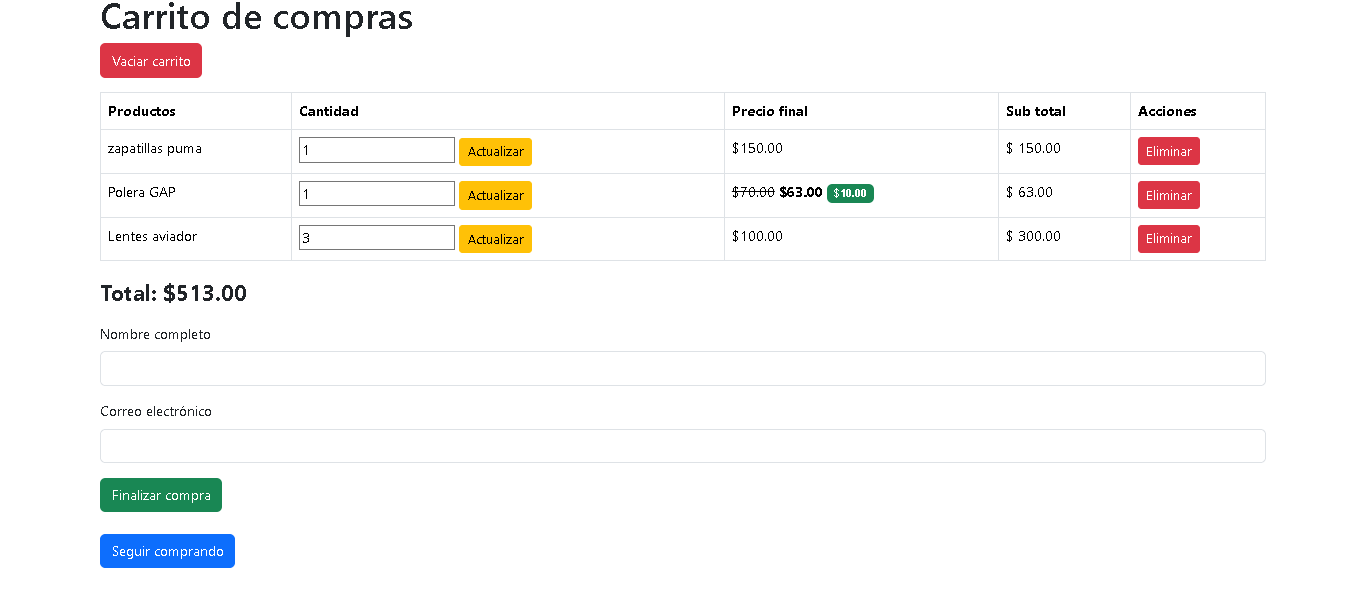 Carrito de compras
Vaciar carrito
Productos Cantidad Precio final Sub total Acciones
zapatillas puma 1 Actualizar $150.00 $ 150.00 Eliminar
Polera GAP 1 Actualizar $70.00 $63.00 $10.00 $ 63.00 Eliminar
Lentes aviador 3 Actualizar $100.00 $ 300.00 Eliminar
Total: $513.00
Nombre completo
Correo electrónico
Finalizar compra
Seguir comprando